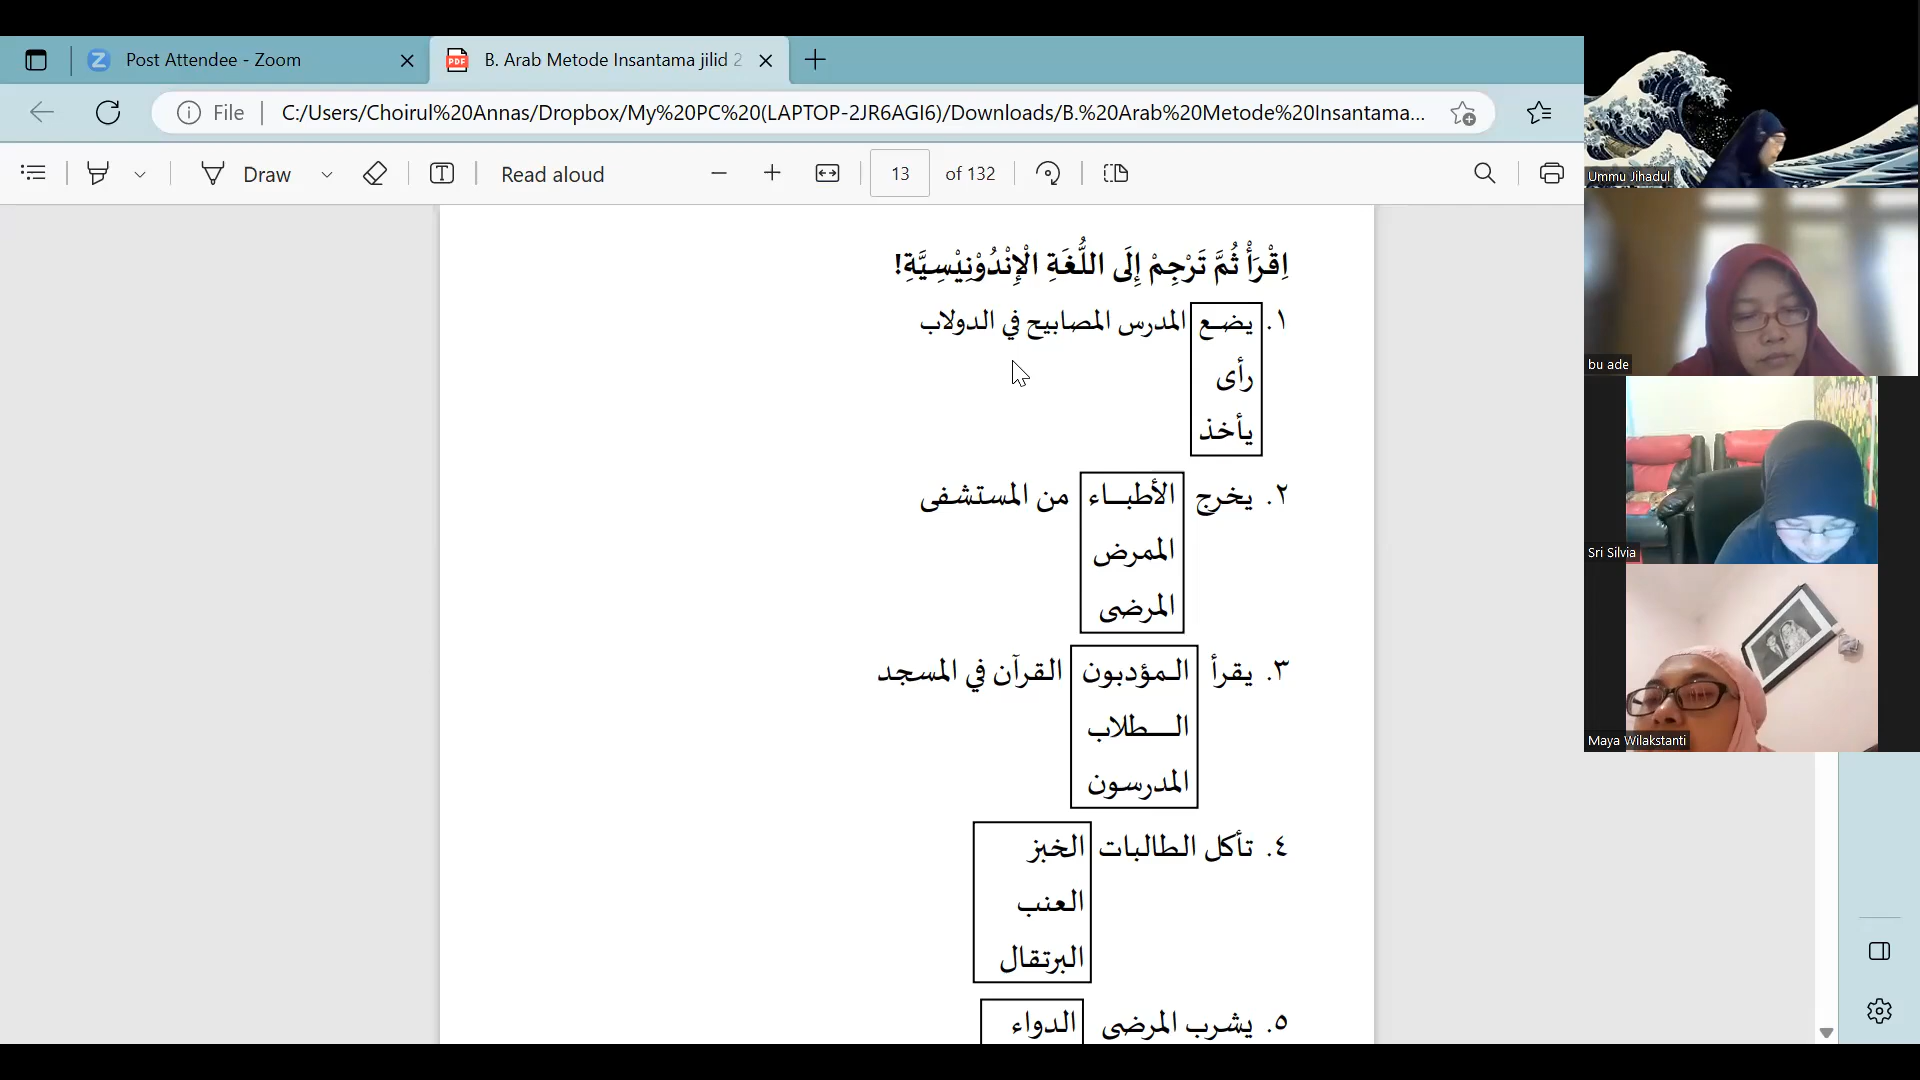 Post Attendee - Zoom
B. Arab Metode Insantama jilid 2
File
C:/Users/Choirul%20Annas/Dropbox/My%20PC%20(LAPTOP-2JR6AGI6)/Downloads/B.%20Arab%20Metode%20Insantama...
Draw
Read aloud
13
of 132
اِقْرَأْ ثُمَّ تَرْجِمْ إِلَى اللُّغَةِ الْإِنْدُوْنِيْسِيَّةِ!
١. يضع المدرس المصابيح في الدولاب
رأى
يأخذ
٢. يخرج الأطباء من المستشفى
الممرض
المرضى
٣. يقرأ المؤدبون القرآن في المسجد
الطلاب
المدرسون
٤. تأكل الطالبات الخبز
العنب
البرتقال
٥. يشرب المرضى الدواء
Ummu Jihadul
bu ade
Sri Silvia
Maya Wilakstanti